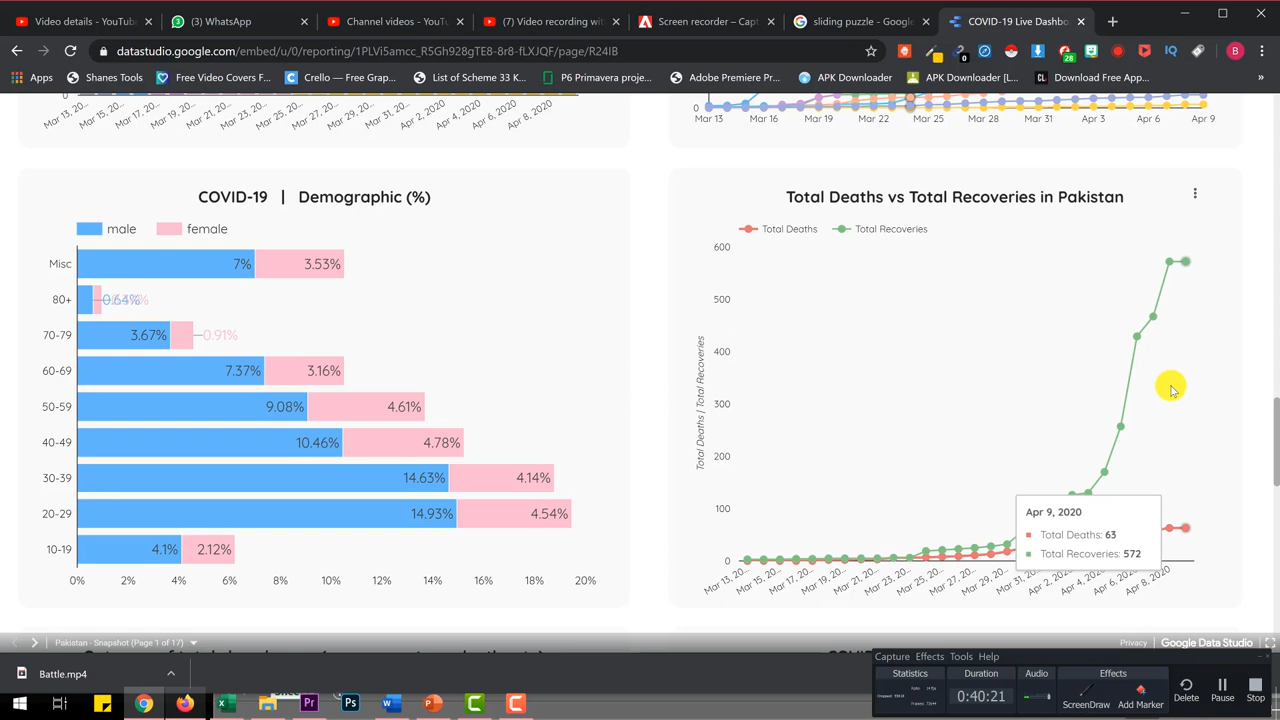 Video details - YouTube
(3) WhatsApp
Channel videos - YouTu
(7) Video recording wit
Screen recorder – Capt
sliding puzzle - Google
COVID-19 Live Dashbo
datastudio.google.com/embed/u/0/reporting/1PLVi5amcc_R5Gh928gTE8-8r8-fLXJQF/page/R24IB
0
28
IQ
B
Apps
Shanes Tools
Free Video Covers F...
Crello — Free Grap...
List Of Scheme 33 K...
P6 Primavera proje...
Adobe Premiere Pr...
APK Downloader
APK Downloader [L...
CL
Download Free App...
»
0
Mar 13, 20...
Mar 15, 20...
Mar 17, 20...
Mar 19, 20...
Mar 21, 20...
Mar 23, 20...
Mar 25, 20...
Mar 27, 20...
Mar 29, 20...
Mar 31, 20...
Apr 2, 2020
Apr 4, 2020
Apr 6, 2020
Apr 8, 2020
0
Mar 13
Mar 16
Mar 19
Mar 22
Mar 25
Mar 28
Mar 31
Apr 3
Apr 6
Apr 9
COVID-19 | Demographic (%)
male
female
Misc
7%
3.53%
80+
0.64%
70-79
3.67%
0.91%
60-69
7.37%
3.16%
50-59
9.08%
4.61%
40-49
10.46%
4.78%
30-39
14.63%
4.14%
20-29
14.93%
4.54%
10-19
4.1%
2.12%
0%
2%
4%
6%
8%
10%
12%
14%
16%
18%
20%
Total Deaths vs Total Recoveries in Pakistan
Total Deaths
Total Recoveries
600
500
400
300
200
100
0
Total Deaths | Total Recoveries
Apr 9, 2020
Total Deaths: 63
Total Recoveries: 572
Mar 13, 20...
Mar 15, 20...
Mar 17, 20...
Mar 19, 20...
Mar 21, 20...
Mar 23, 20...
Mar 25, 20...
Mar 27, 20...
Mar 29, 20...
Mar 31, 20...
Apr 2, 2020
Apr 4, 2020
Apr 6, 2020
Apr 8, 2020
Pakistan - Snapshot (Page 1 of 17)
Privacy
Google Data Studio
Battle.mp4
Capture
Effects
Tools
Help
Statistics
Duration
Audio
Effects
0:40:21
ScreenDraw
Add Marker
Delete
Pause
Stop
Pr
Ps